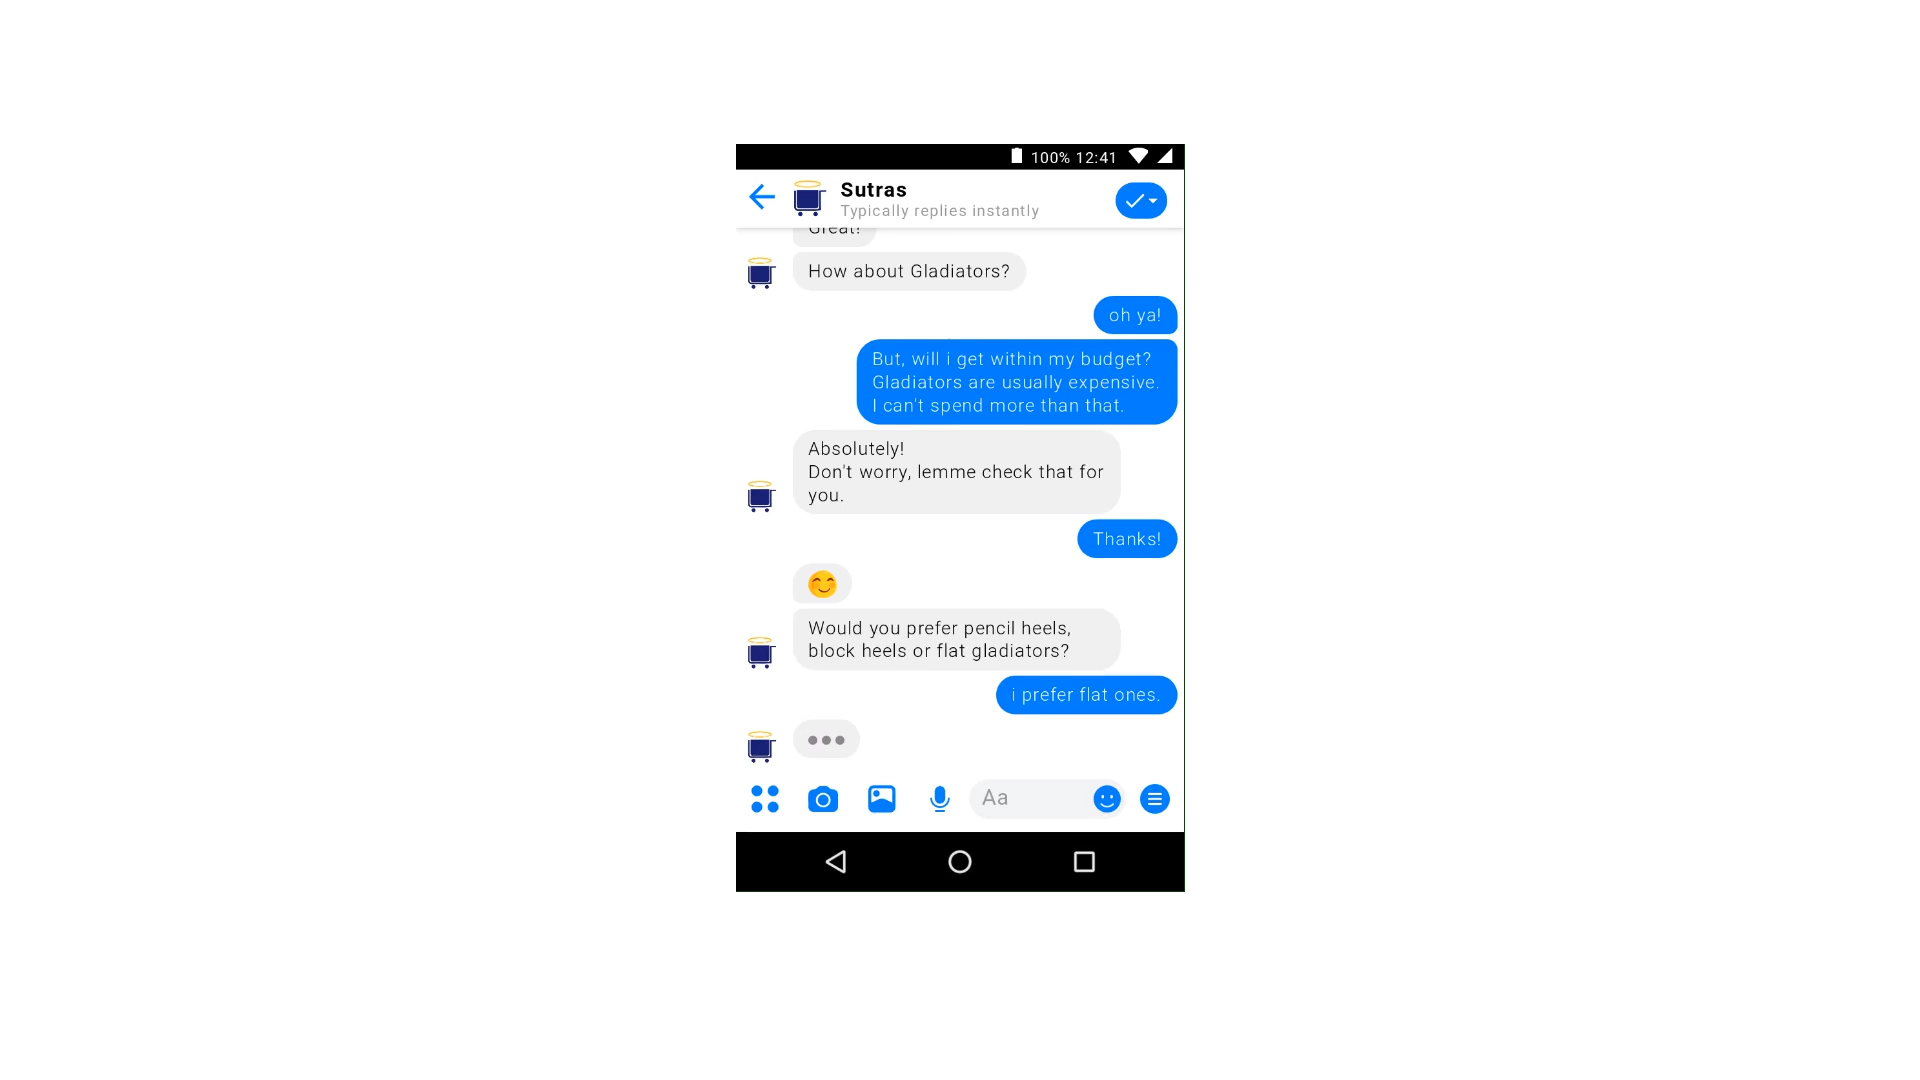 100% 12:41
Sutras
Typically replies instantly
Great!
How about Gladiators?
oh ya!
But, will i get within my budget?
Gladiators are usually expensive.
I can't spend more than that.
Absolutely!
Don't worry, lemme check that for
you.
Thanks!
Would you prefer pencil heels,
block heels or flat gladiators?
i prefer flat ones.
Aa